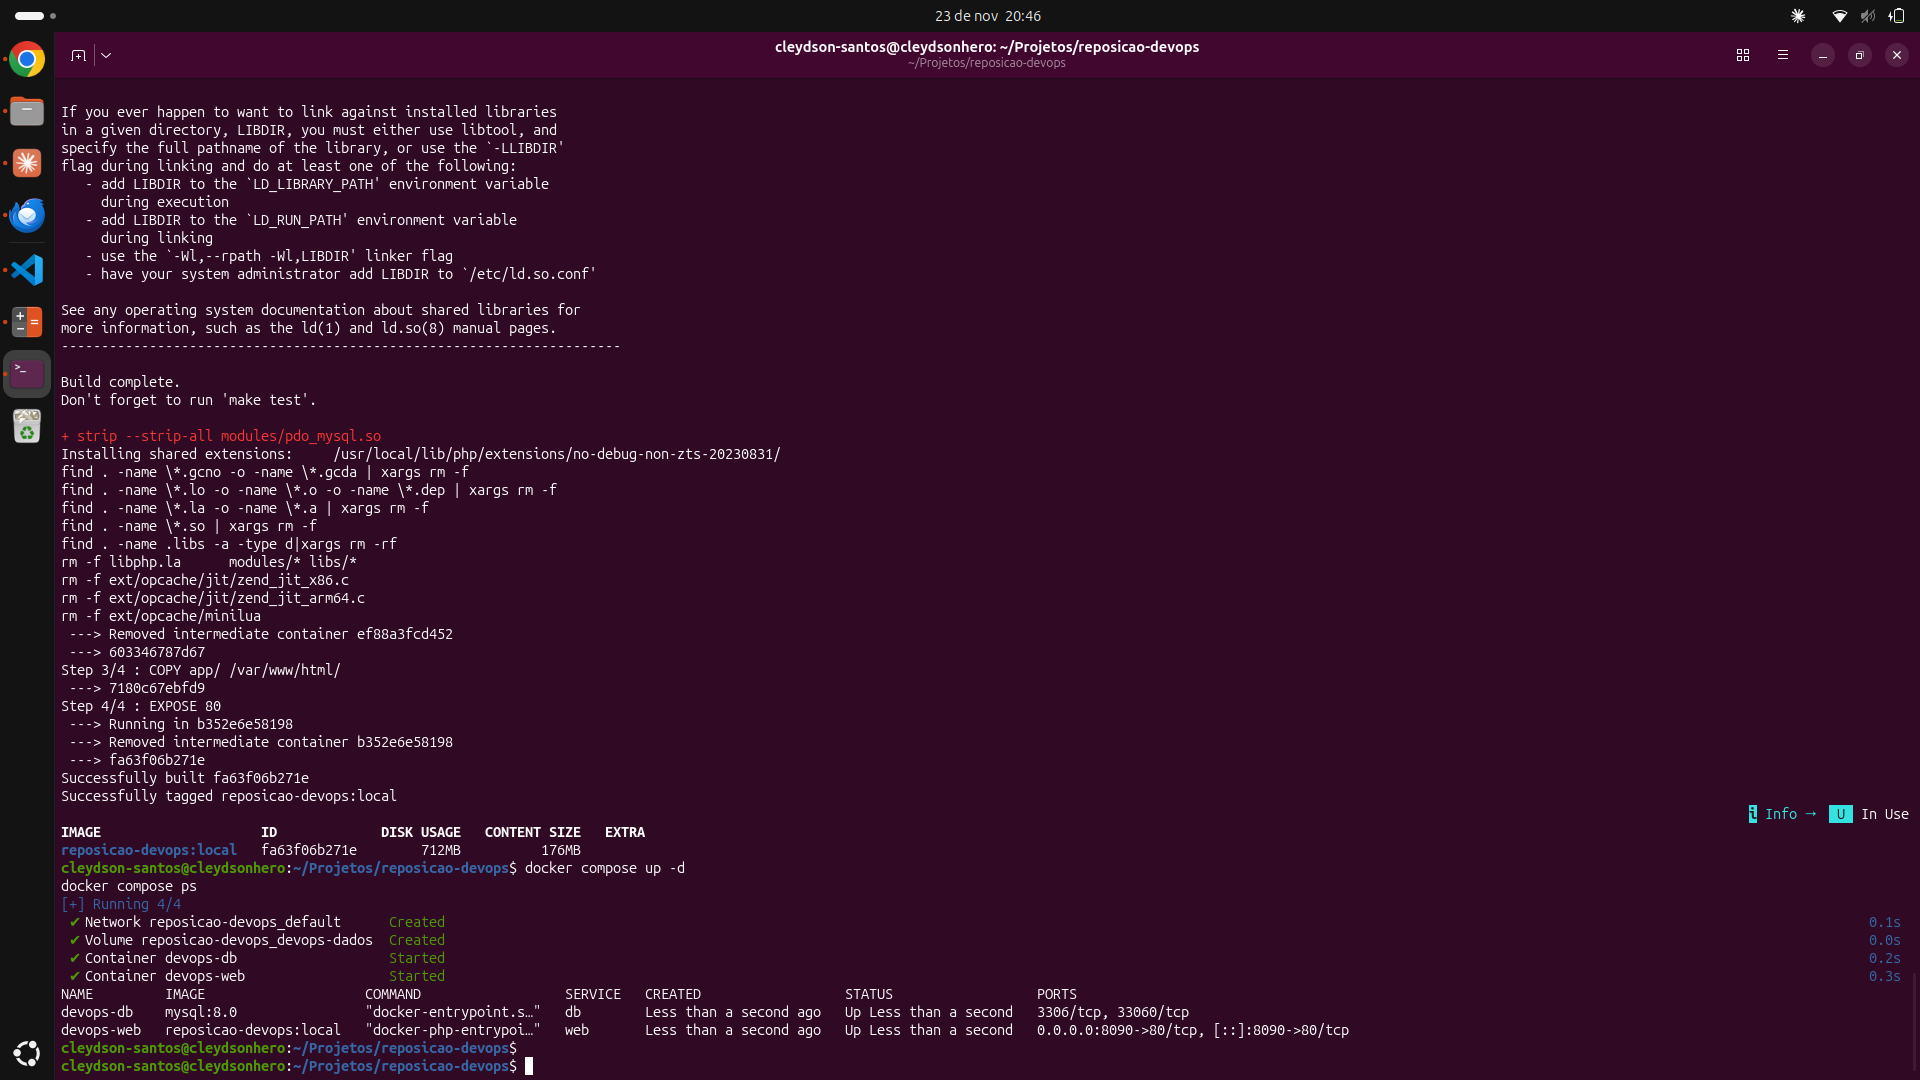 23 de nov  20:46
cleydson-santos@cleydsonhero: ~/Projetos/reposicao-devops
~/Projetos/reposicao-devops
If you ever happen to want to link against installed libraries
in a given directory, LIBDIR, you must either use libtool, and
specify the full pathname of the library, or use the `-LLIBDIR'
flag during linking and do at least one of the following:
   - add LIBDIR to the `LD_LIBRARY_PATH' environment variable
     during execution
   - add LIBDIR to the `LD_RUN_PATH' environment variable
     during linking
   - use the `-Wl,--rpath -Wl,LIBDIR' linker flag
   - have your system administrator add LIBDIR to `/etc/ld.so.conf'
See any operating system documentation about shared libraries for
more information, such as the ld(1) and ld.so(8) manual pages.
----------------------------------------------------------------------
Build complete.
Don't forget to run 'make test'.
+ strip --strip-all modules/pdo_mysql.so
Installing shared extensions:     /usr/local/lib/php/extensions/no-debug-non-zts-20230831/
find . -name \*.gcno -o -name \*.gcda | xargs rm -f
find . -name \*.lo -o -name \*.o -o -name \*.dep | xargs rm -f
find . -name \*.la -o -name \*.a | xargs rm -f
find . -name \*.so | xargs rm -f
find . -name .libs -a -type d|xargs rm -rf
rm -f libphp.la      modules/* libs/*
rm -f ext/opcache/jit/zend_jit_x86.c
rm -f ext/opcache/jit/zend_jit_arm64.c
rm -f ext/opcache/minilua
 ---> Removed intermediate container ef88a3fcd452
 ---> 603346787d67
Step 3/4 : COPY app/ /var/www/html/
 ---> 7180c67ebfd9
Step 4/4 : EXPOSE 80
 ---> Running in b352e6e58198
 ---> Removed intermediate container b352e6e58198
 ---> fa63f06b271e
Successfully built fa63f06b271e
Successfully tagged reposicao-devops:local
i Info → U In Use
IMAGE                    ID             DISK USAGE   CONTENT SIZE   EXTRA
reposicao-devops:local   fa63f06b271e        712MB          176MB
cleydson-santos@cleydsonhero:~/Projetos/reposicao-devops$ docker compose up -d
docker compose ps
[+] Running 4/4
 ✔ Network reposicao-devops_default      Created 0.1s
 ✔ Volume reposicao-devops_devops-dados  Created 0.0s
 ✔ Container devops-db                   Started 0.2s
 ✔ Container devops-web                  Started 0.3s
NAME         IMAGE                    COMMAND                  SERVICE   CREATED                  STATUS                  PORTS
devops-db    mysql:8.0                "docker-entrypoint.s…"   db        Less than a second ago   Up Less than a second   3306/tcp, 33060/tcp
devops-web   reposicao-devops:local   "docker-php-entrypoi…"   web       Less than a second ago   Up Less than a second   0.0.0.0:8090->80/tcp, [::]:8090->80/tcp
cleydson-santos@cleydsonhero:~/Projetos/reposicao-devops$
cleydson-santos@cleydsonhero:~/Projetos/reposicao-devops$